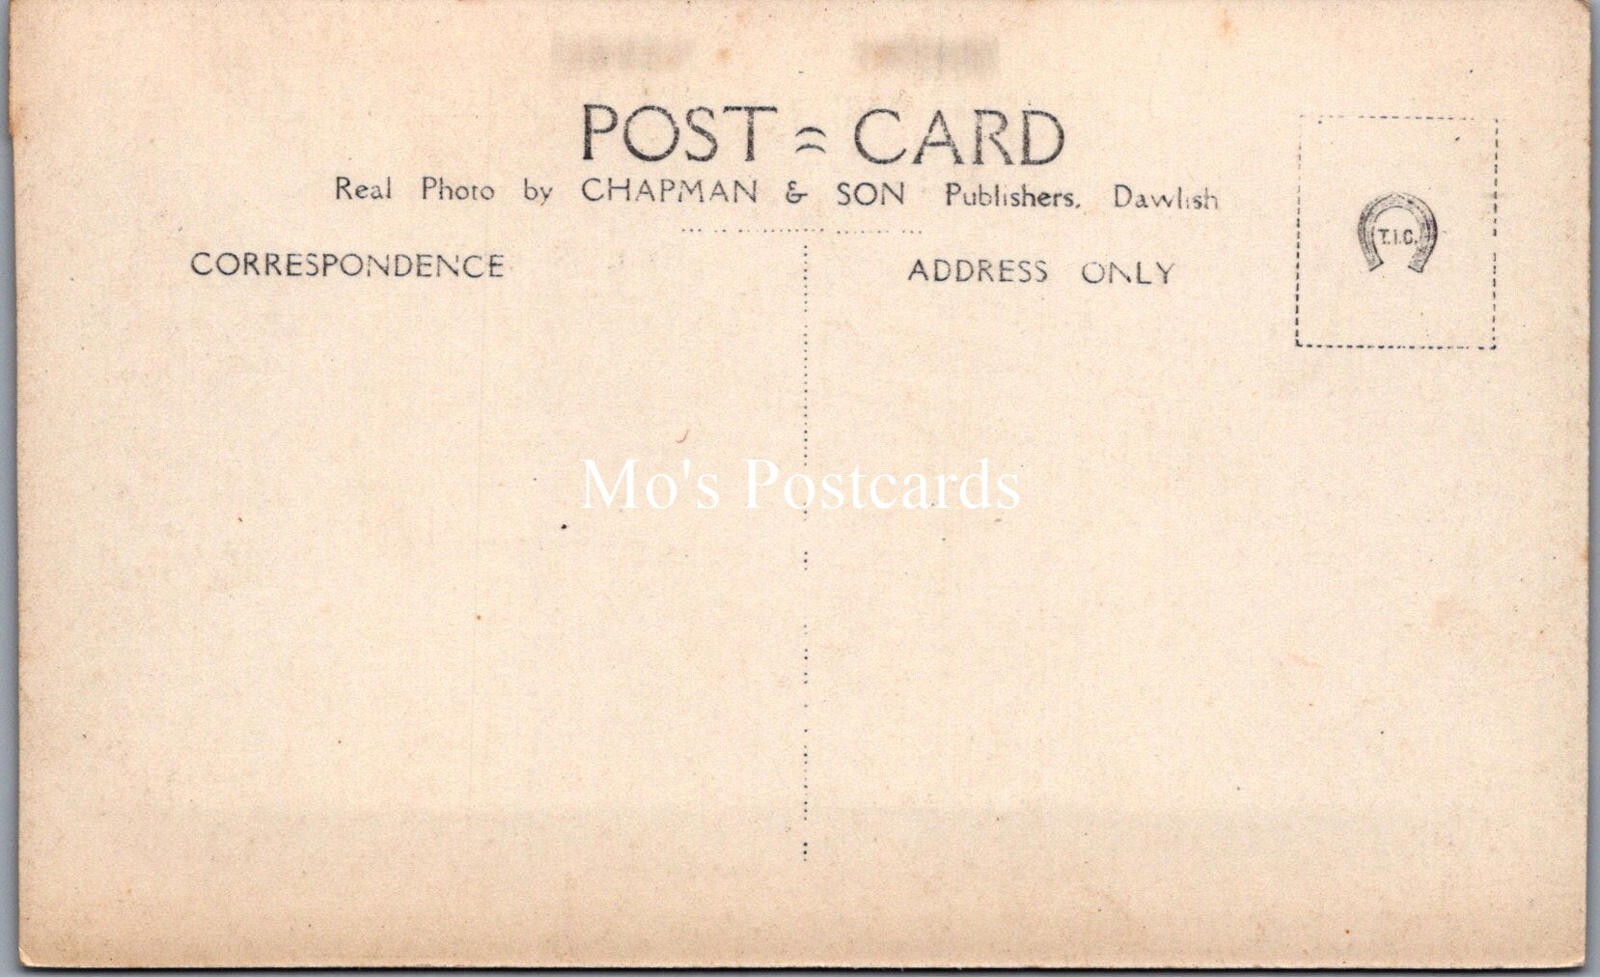 POST CARD
Real Photo by CHAPMAN & SON Publishers, Dawlish
CORRESPONDENCE
ADDRESS ONLY
T.I.C.
Mo's Postcards